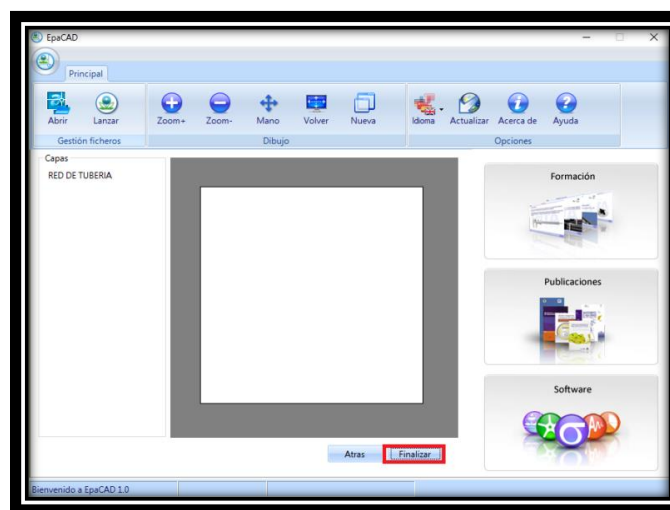 EpaCAD
Principal
Abrir Lanzar Zoom+ Zoom- Mano Volver Nueva Idoma Actualizar Acerca de Ayuda
Gestión ficheros Dibujo Opciones
Capas
RED DE TUBERIA
Formación
Publicaciones
Software
Atras Finalizar
Bienvenido a EpaCAD 1.0